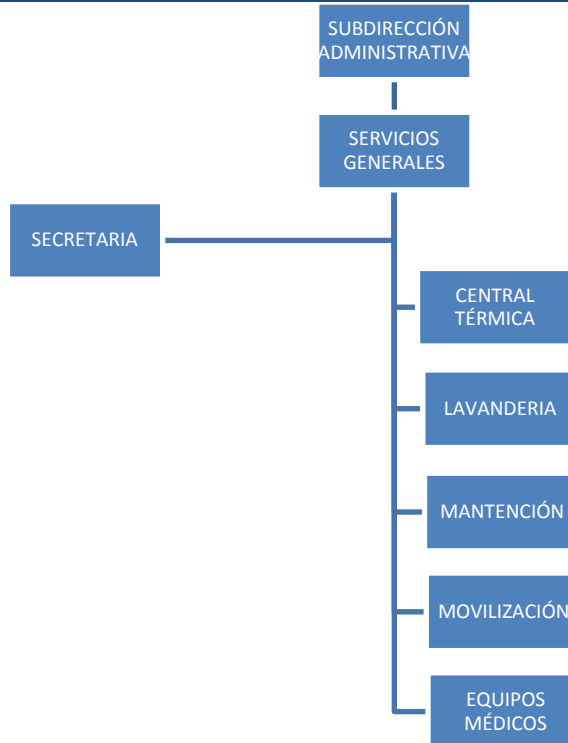 SUBDIRECCIÓN
ADMINISTRATIVA
SERVICIOS
GENERALES
SECRETARIA
CENTRAL
TÉRMICA
LAVANDERIA
MANTENCIÓN
MOVILIZACIÓN
EQUIPOS
MÉDICOS